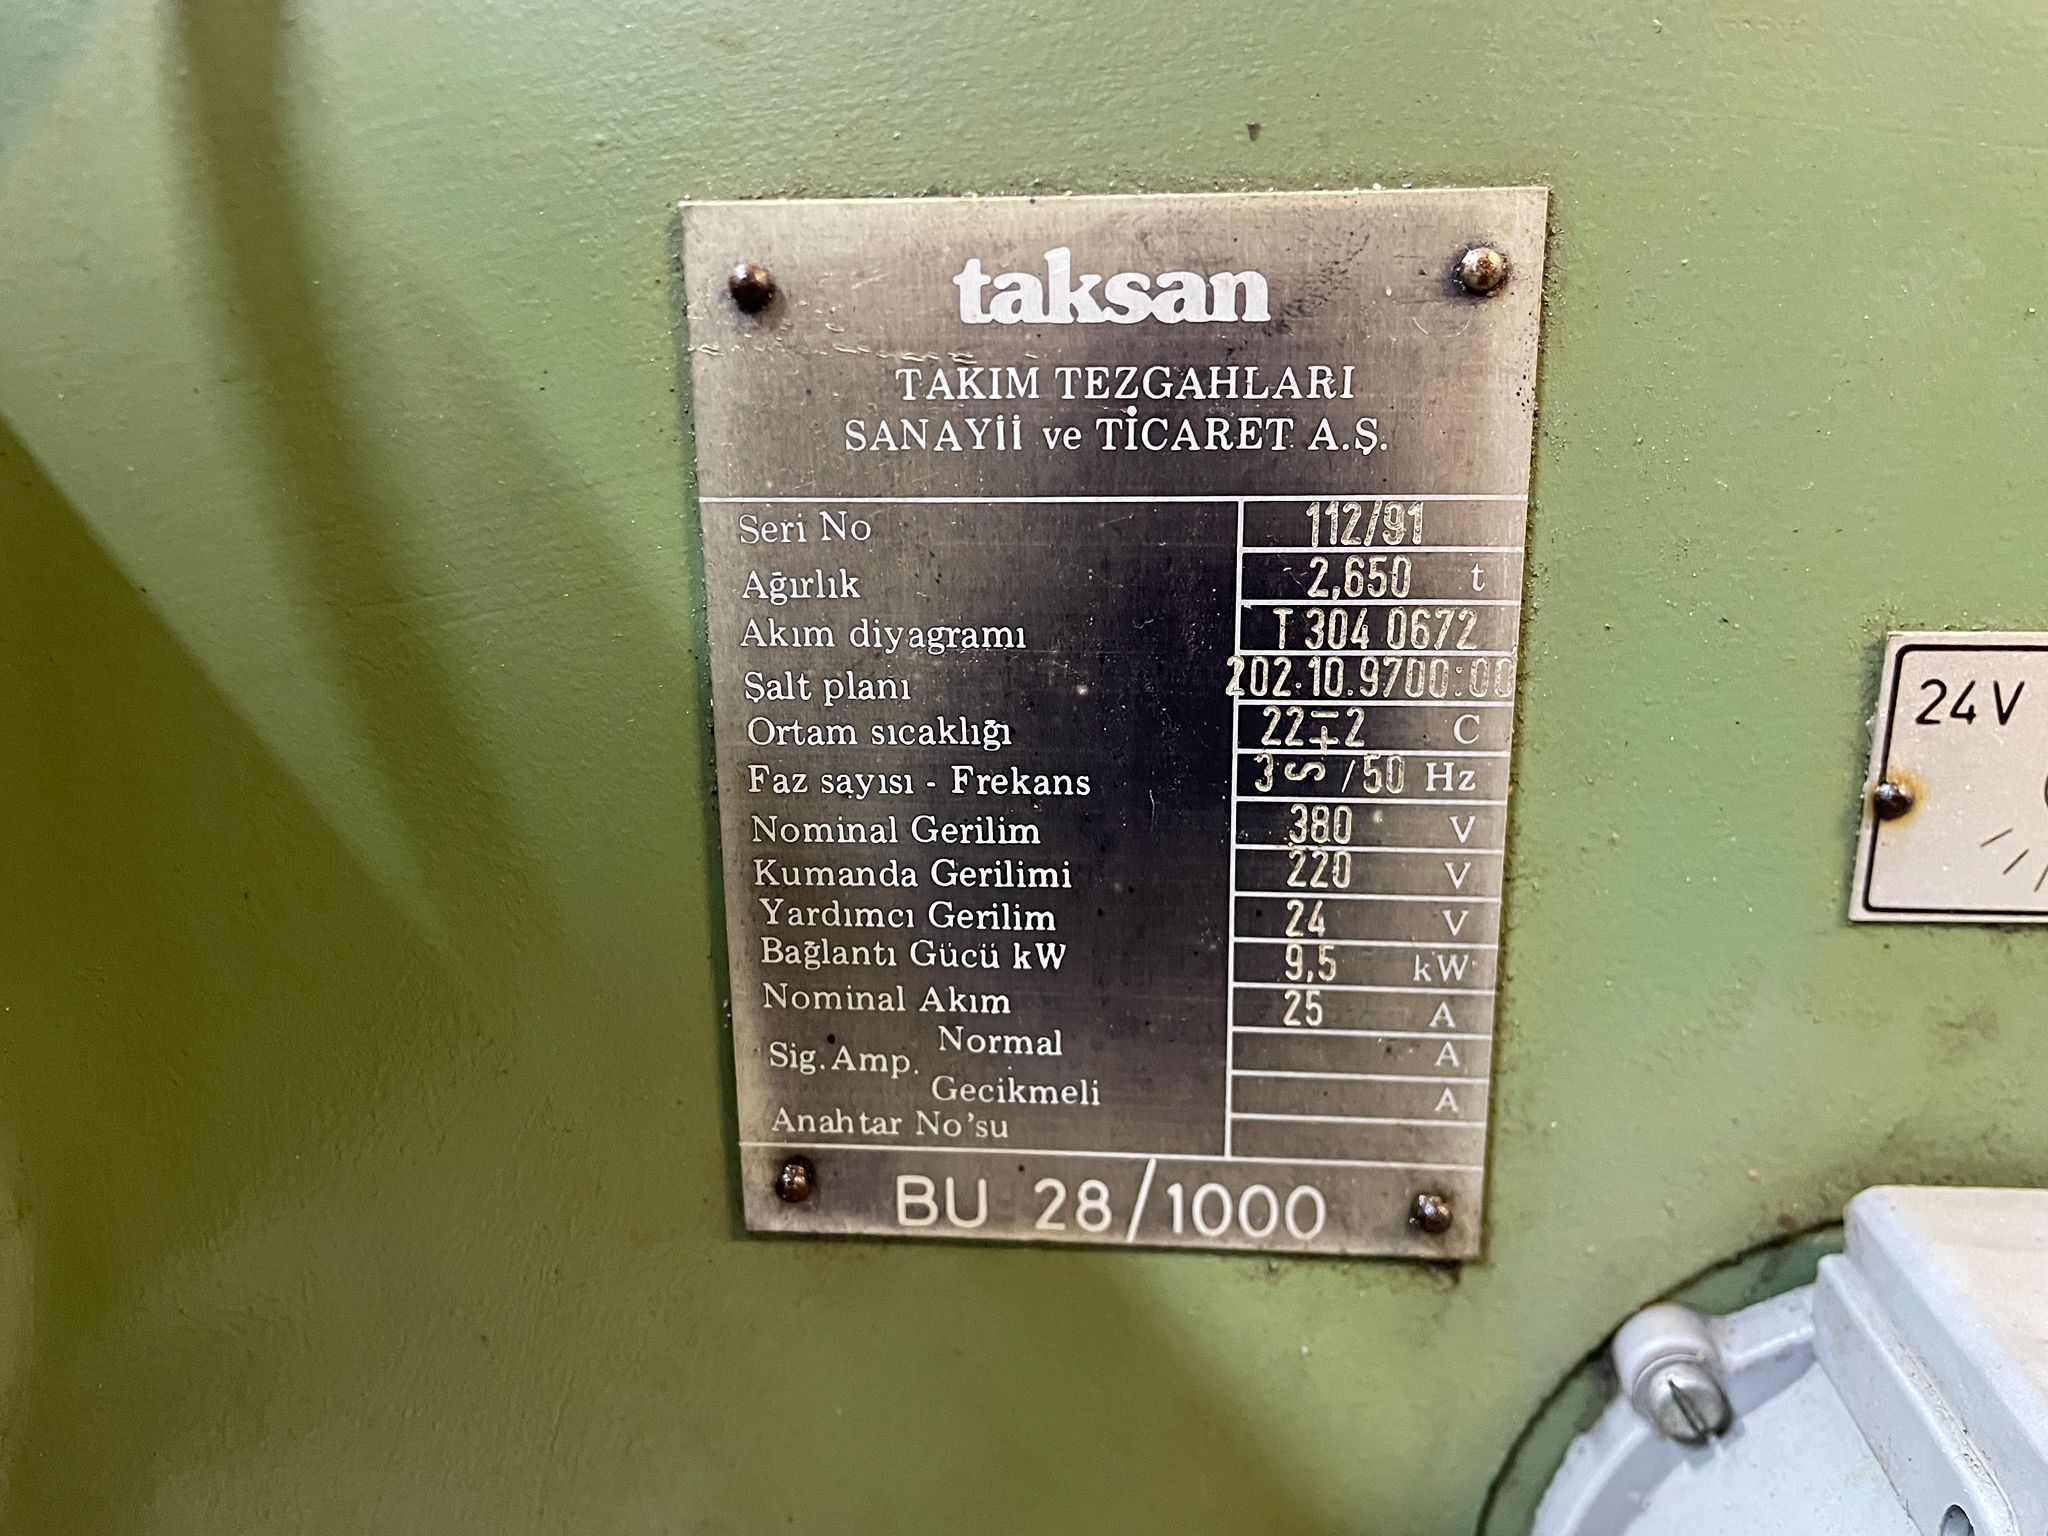 taksan
TAKIM TEZGAHLARI
SANAYİİ ve TİCARET A.Ş.
Seri No 112/91
Ağırlık 2,650 t
Akım diyagramı T 304 0672
Şalt planı 202.10.9700:00
Ortam sıcaklığı 22∓2 C
Faz sayısı - Frekans 3 ∽ /50 Hz
Nominal Gerilim 380 V
Kumanda Gerilimi 220 V
Yardımcı Gerilim 24 V
Bağlantı Gücü kW 9,5 kW
Nominal Akım 25 A
Sig. Amp. Normal A
Gecikmeli A
Anahtar No'su
BU 28/1000
24V